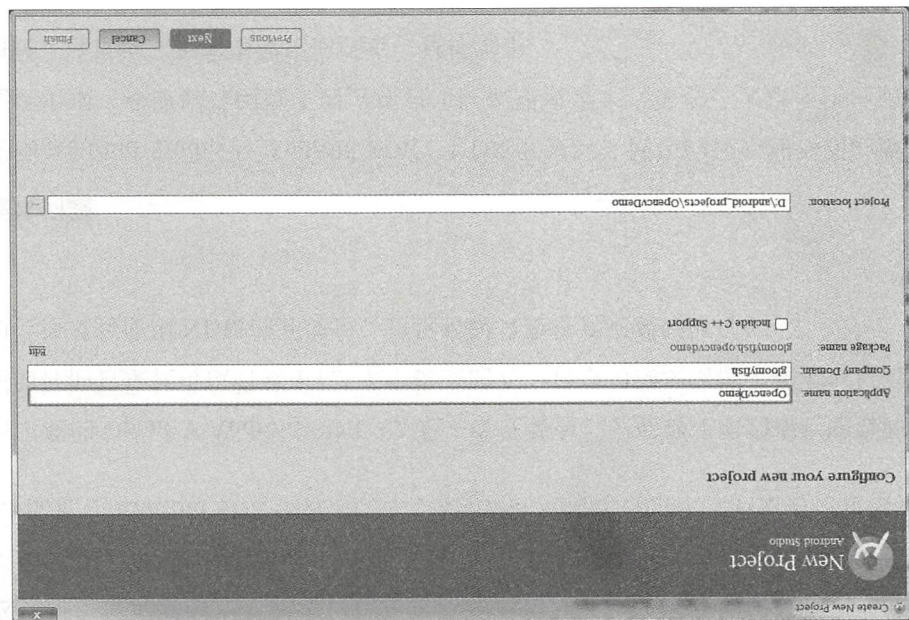 Create New Project
New Project
Android Studio
Configure your new project
Application name: OpencvDemo
Company Domain: gloomyfish
Package name: gloomyfish.opencvdemo
Edit
Include C++ Support
Project location: D:\android_projects\OpencvDemo
...
Previous
Next
Cancel
Finish